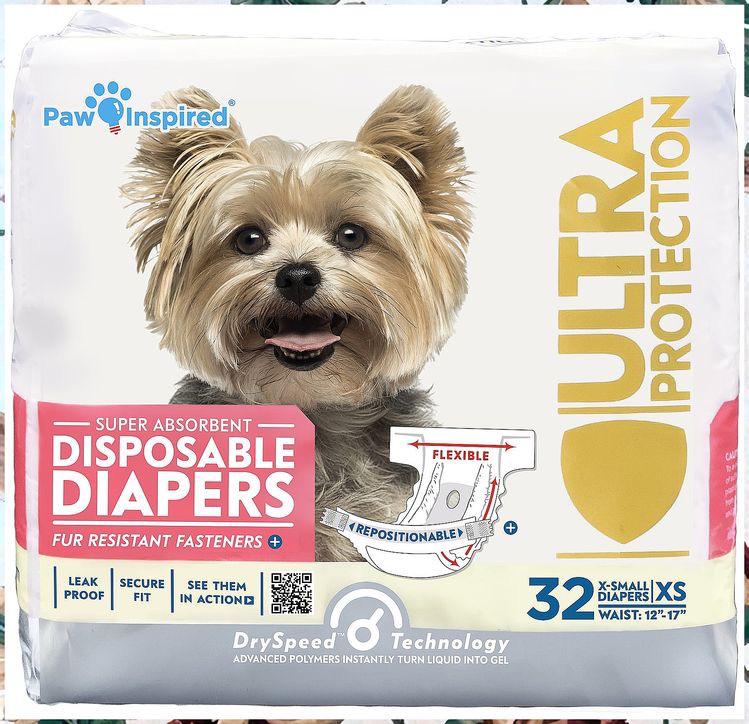 Paw Inspired®
ULTRA
PROTECTION
SUPER ABSORBENT
DISPOSABLE
DIAPERS
FUR RESISTANT FASTENERS +
FLEXIBLE
REPOSITIONABLE
+
LEAK
PROOF
SECURE
FIT
SEE THEM
IN ACTION
32 X-SMALL
DIAPERS XS
WAIST: 12"-17"
DrySpeed™ Technology
ADVANCED POLYMERS INSTANTLY TURN LIQUID INTO GEL